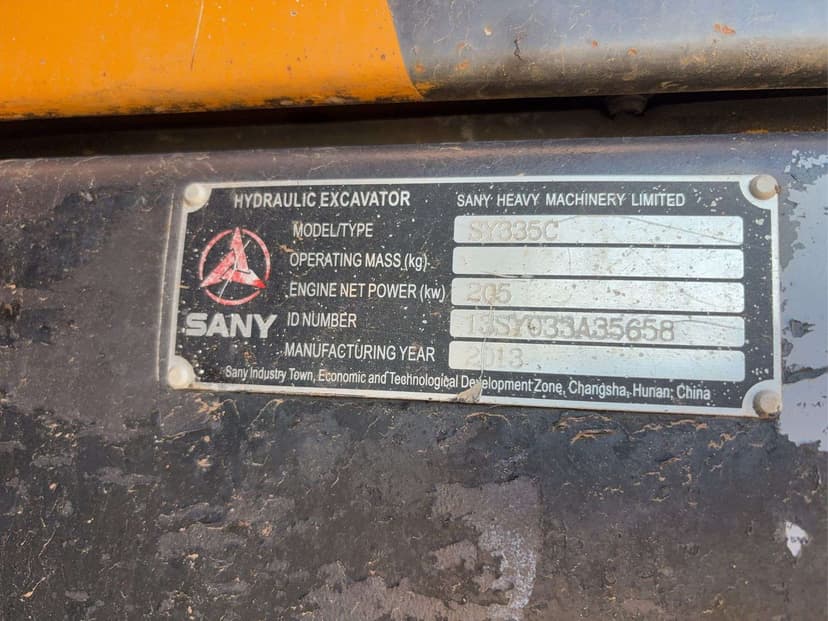 HYDRAULIC EXCAVATOR SANY HEAVY MACHINERY LIMITED
MODEL/TYPE SY335C
OPERATING MASS (kg)
ENGINE NET POWER (kw) 205
SANY ID NUMBER 13SY033A35658
MANUFACTURING YEAR 2013
Sany Industry Town, Economic and Technological Development Zone, Changsha, Hunan, China